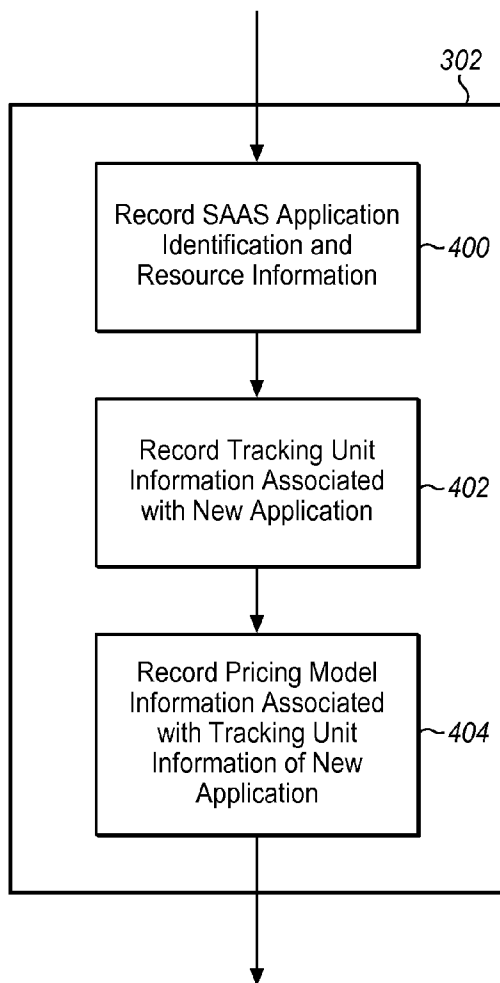 302
Record SAAS Application
Identification and
Resource Information
400
Record Tracking Unit
Information Associated
with New Application
402
Record Pricing Model
Information Associated
with Tracking Unit
Information of New
Application
404